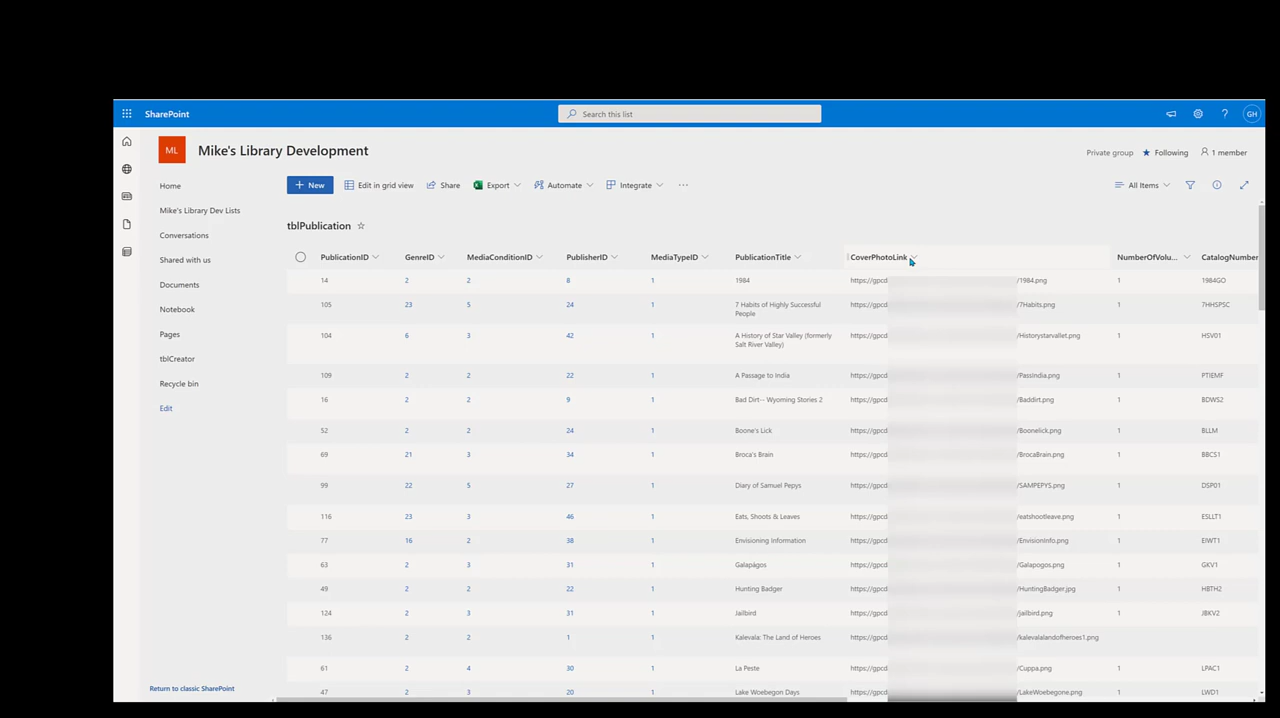 SharePoint
Search this list
GH
ML
Mike's Library Development
Private group ★ Following 1 member
Home
Mike's Library Dev Lists
Conversations
Shared with us
Documents
Notebook
Pages
tblCreator
Recycle bin
Edit
Return to classic SharePoint
+ New Edit in grid view Share Export Automate Integrate ··· All Items
tblPublication ☆
PublicationID GenreID MediaConditionID PublisherID MediaTypeID PublicationTitle CoverPhotoLink NumberOfVolu... CatalogNumber
14 2 2 8 1 1984 https://gpcd /1984.png 1 1984GO
105 23 5 24 1 7 Habits of Highly Successful https://gpcd /7Habits.png 1 7HHSPSC
People
104 6 3 42 1 A History of Star Valley (formerly https://gpcd /Historystarvallet.png 1 HSV01
Salt River Valley)
109 2 2 22 1 A Passage to India https://gpcd /PassIndia.png 1 PTIEMF
16 2 2 9 1 Bad Dirt-- Wyoming Stories 2 https://gpcd /Baddirt.png 1 BDWS2
52 2 2 24 1 Boone's Lick https://gpcd /Boonelick.png 1 BLLM
69 21 3 34 1 Broca's Brain https://gpcd /BrocaBrain.png 1 BBCS1
99 22 5 27 1 Diary of Samuel Pepys https://gpcd /SAMPEPYS.png 1 DSP01
116 23 3 46 1 Eats, Shoots & Leaves https://gpcd /eatshootleave.png 1 ESLLT1
77 16 2 38 1 Envisioning Information https://gpcd /EnvisionInfo.png 1 EIWT1
63 2 3 31 1 Galapágos https://gpcd /Galapogos.png 1 GKV1
49 2 2 22 1 Hunting Badger https://gpcd /HuntingBadger.jpg 1 HBTH2
124 2 3 31 1 Jailbird https://gpcd /jailbird.png 1 JBKV2
136 2 2 1 1 Kalevala: The Land of Heroes https://gpcd /kalevalalandofheroes1.png
61 2 4 30 1 La Peste https://gpcd /Cuppa.png 1 LPAC1
47 2 3 20 1 Lake Woebegon Days https://gpcd /LakeWoebegone.png 1 LWD1